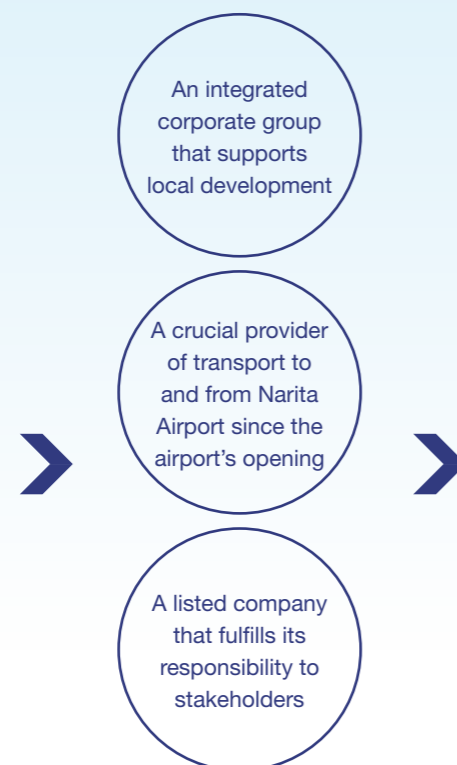 An integrated
corporate group
that supports
local development
A crucial provider
of transport to
and from Narita
Airport since the
airport’s opening
A listed company
that fulfills its
responsibility to
stakeholders